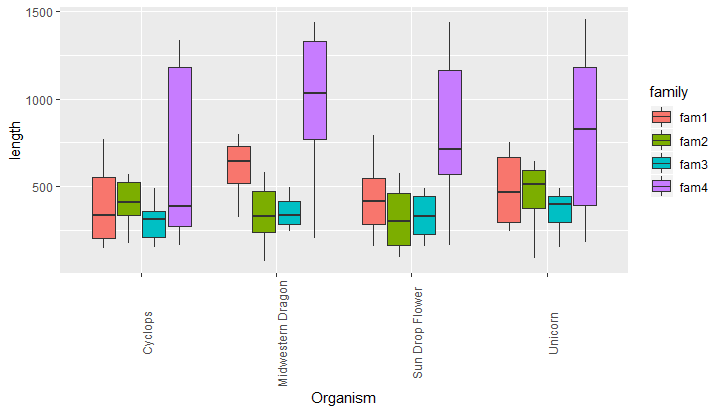 1500
1000
500
length
Cyclops
Midwestern Dragon
Sun Drop Flower
Unicorn
Organism
family
fam1
fam2
fam3
fam4